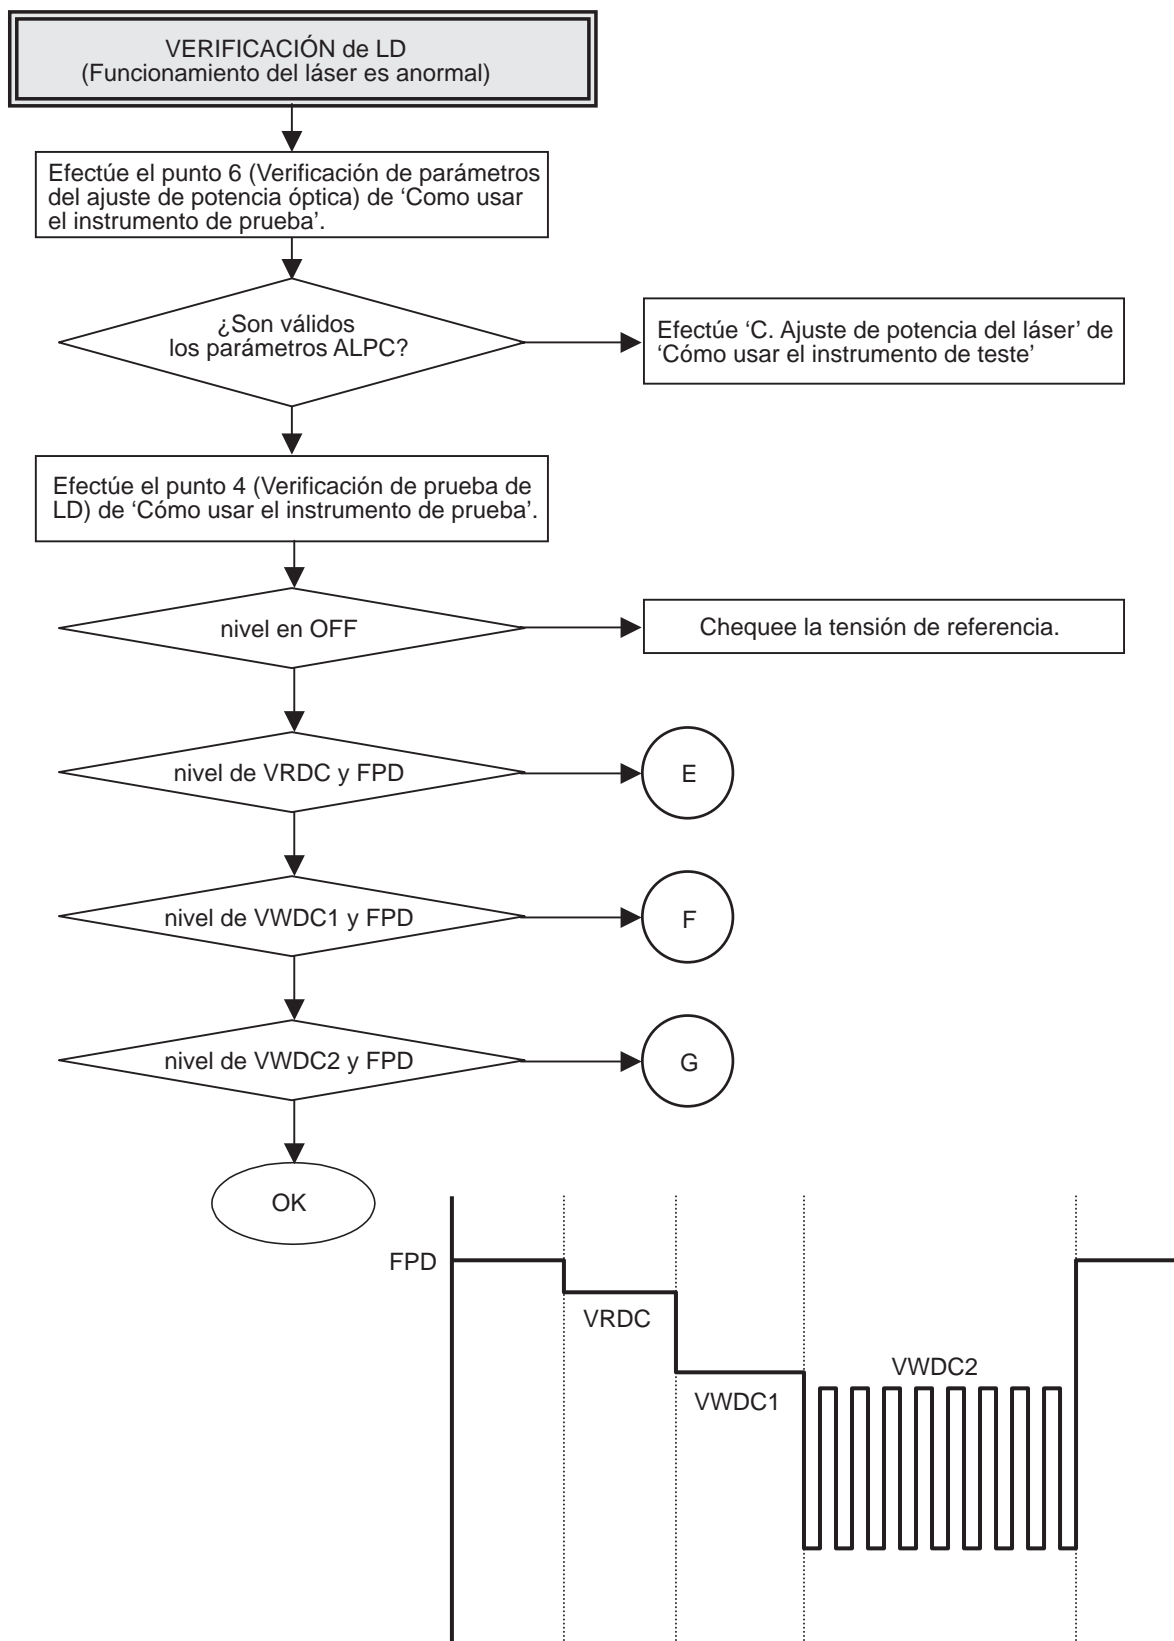 VERIFICACIÓN de LD
(Funcionamiento del láser es anormal)
Efectúe el punto 6 (Verificación de parámetros
del ajuste de potencia óptica) de ‘Como usar
el instrumento de prueba’.
¿Son válidos
los parámetros ALPC?
Efectúe ‘C. Ajuste de potencia del láser’ de
‘Cómo usar el instrumento de teste’
Efectúe el punto 4 (Verificación de prueba de
LD) de ‘Cómo usar el instrumento de prueba’.
nivel en OFF
Chequee la tensión de referencia.
nivel de VRDC y FPD
E
nivel de VWDC1 y FPD
F
nivel de VWDC2 y FPD
G
OK
FPD
VRDC
VWDC1
VWDC2